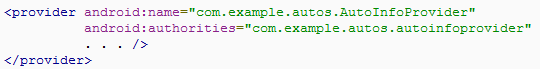 <provider android:name="com.example.autos.AutoInfoProvider"
android:authorities="com.example.autos.autoinfoprovider"
. . . />
</provider>